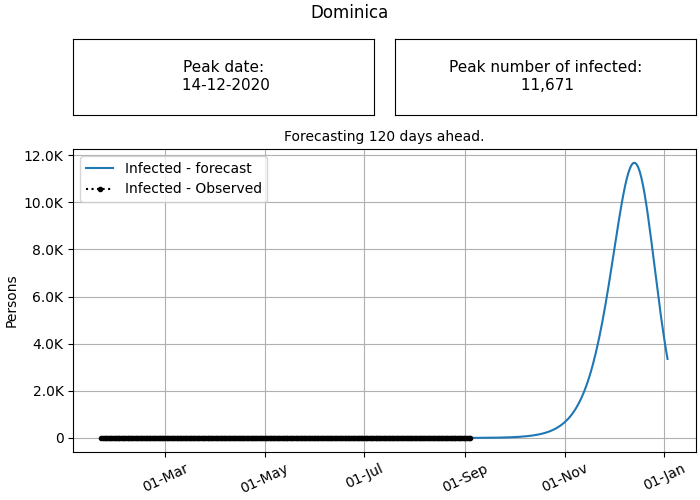 Dominica
Peak date:
14-12-2020
Peak number of infected:
11,671
Forecasting 120 days ahead.
12.0K
10.0K
8.0K
6.0K
4.0K
2.0K
0
Persons
Infected - forecast
Infected - Observed
01-Mar
01-May
01-Jul
01-Sep
01-Nov
01-Jan